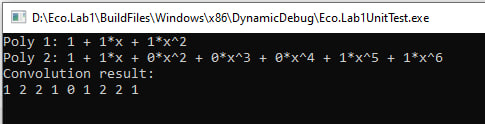 D:\Eco.Lab1\BuildFiles\Windows\x86\DynamicDebug\Eco.Lab1UnitTest.exe
Poly 1: 1 + 1*x + 1*x^2
Poly 2: 1 + 1*x + 0*x^2 + 0*x^3 + 0*x^4 + 1*x^5 + 1*x^6
Convolution result:
1 2 2 1 0 1 2 2 1